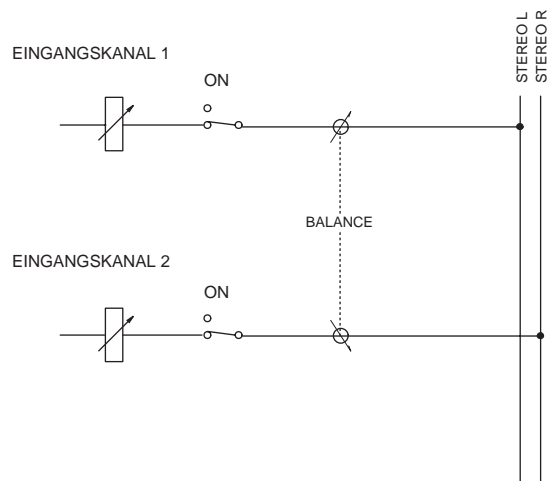 STEREO L
STEREO R
EINGANGSKANAL 1
ON
BALANCE
EINGANGSKANAL 2
ON